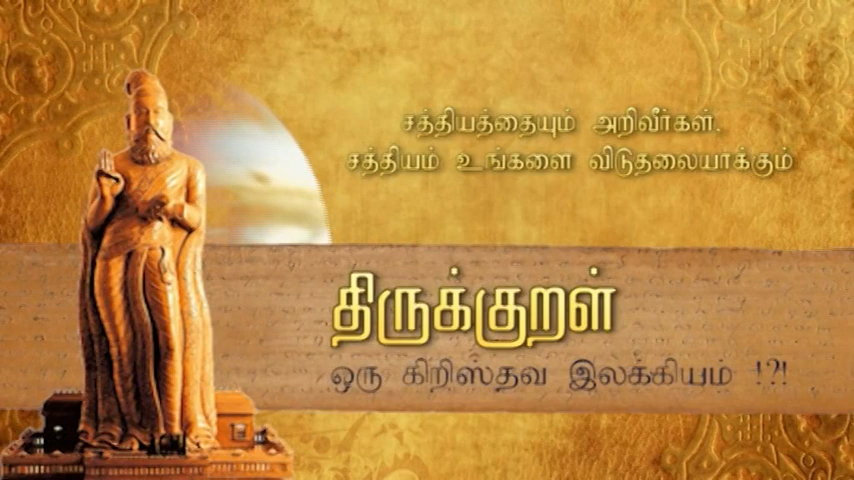 சத்தியத்தையும் அறிவீர்கள்.
சத்தியம் உங்களை விடுதலையாக்கும்
திருக்குறள்
ஒரு கிறிஸ்தவ இலக்கியம் !?!